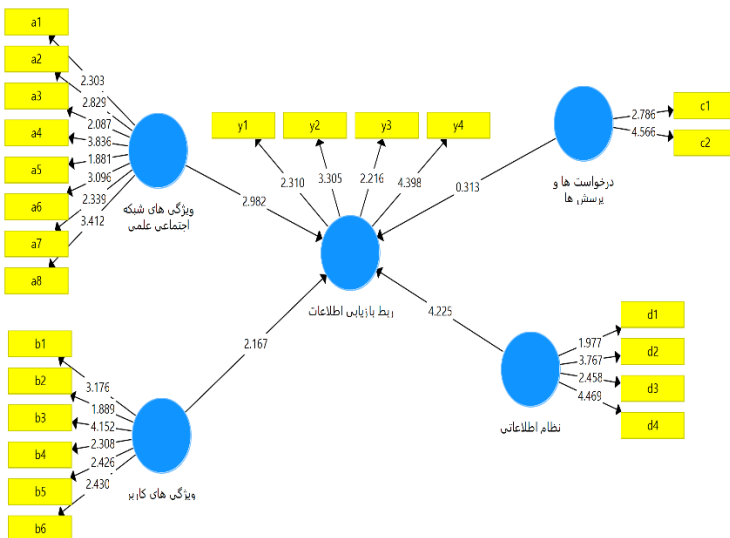 a1
a2
a3
a4
a5
a6
a7
a8
2.303
2.829
2.087
3.836
1.881
3.096
2.339
3.412
ویژگی های شبکه
اجتماعی علمی
2.982
y1
y2
y3
y4
2.310
3.305
2.216
4.398
ربط بازیابی اطلاعات
c1
c2
2.786
4.566
درخواست ها و
پرسش ها
0.313
b1
b2
b3
b4
b5
b6
3.176
1.889
4.152
2.308
2.426
2.430
ویژگی های کاربر
2.167
d1
d2
d3
d4
1.977
3.767
2.458
4.469
نظام اطلاعاتی
4.225